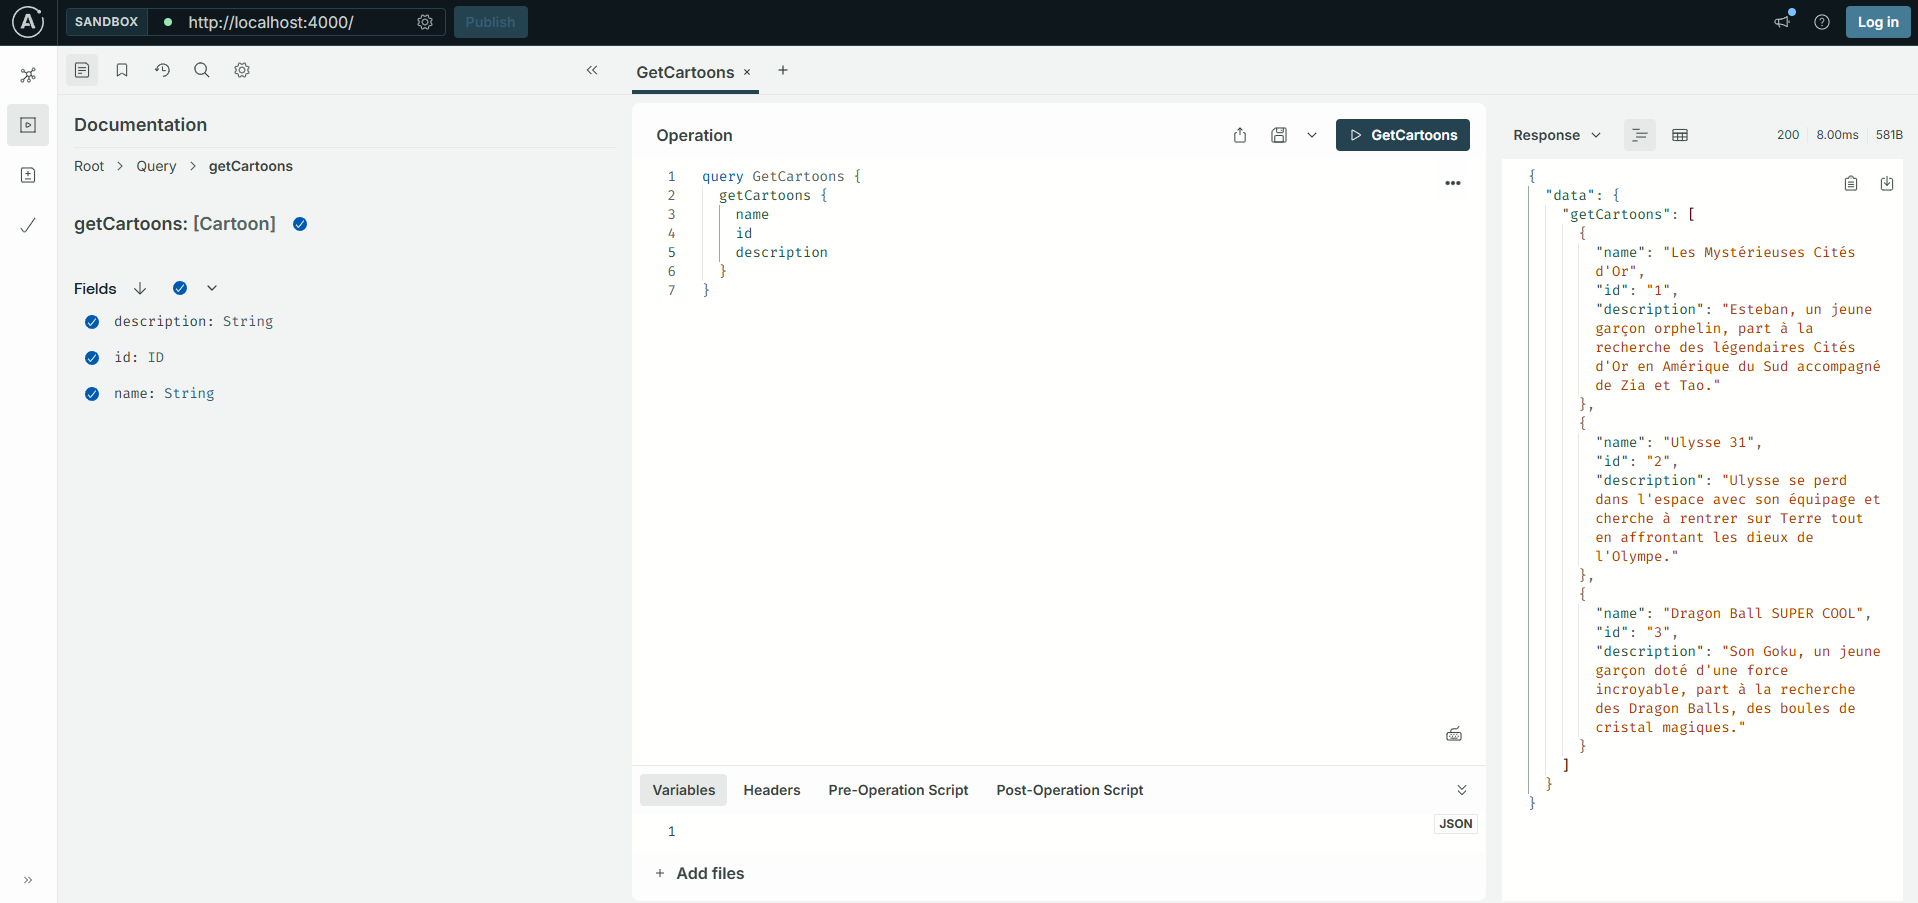 SANDBOX http://localhost:4000/ Publish Log in
Documentation
Root > Query > getCartoons
getCartoons: [Cartoon]
Fields
description: String
id: ID
name: String
GetCartoons × +
Operation GetCartoons
1 query GetCartoons {
2 getCartoons {
3 name
4 id
5 description
6 }
7 }
Variables Headers Pre-Operation Script Post-Operation Script
1 JSON
+ Add files
Response 200 8.00ms 581B
{
"data": {
"getCartoons": [
{
"name": "Les Mystérieuses Cités
d'Or",
"id": "1",
"description": "Esteban, un jeune
garçon orphelin, part à la
recherche des légendaires Cités
d'Or en Amérique du Sud accompagné
de Zia et Tao."
},
{
"name": "Ulysse 31",
"id": "2",
"description": "Ulysse se perd
dans l'espace avec son équipage et
cherche à rentrer sur Terre tout
en affrontant les dieux de
l'Olympe."
},
{
"name": "Dragon Ball SUPER COOL",
"id": "3",
"description": "Son Goku, un jeune
garçon doté d'une force
incroyable, part à la recherche
des Dragon Balls, des boules de
cristal magiques."
}
]
}
}